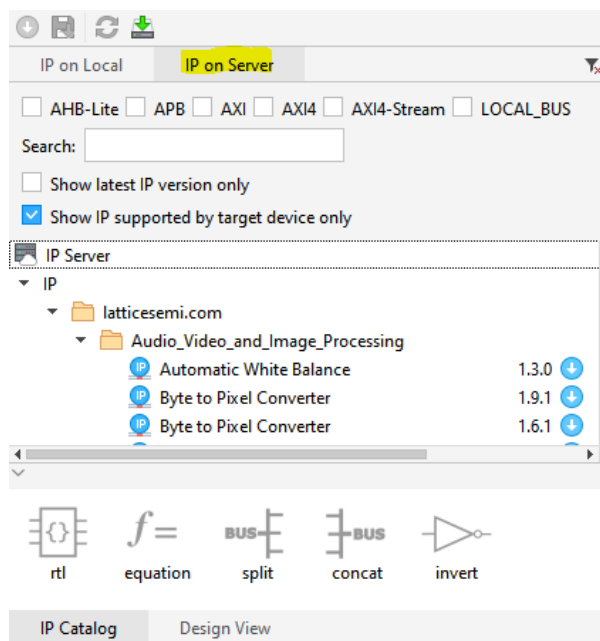 IP on Local IP on Server
AHB-Lite APB AXI AXI4 AXI4-Stream LOCAL_BUS
Search:
Show latest IP version only
Show IP supported by target device only
IP Server
IP
latticesemi.com
Audio_Video_and_Image_Processing
IP Automatic White Balance 1.3.0
IP Byte to Pixel Converter 1.9.1
IP Byte to Pixel Converter 1.6.1
{} f= BUS BUS
rtl equation split concat invert
IP Catalog Design View